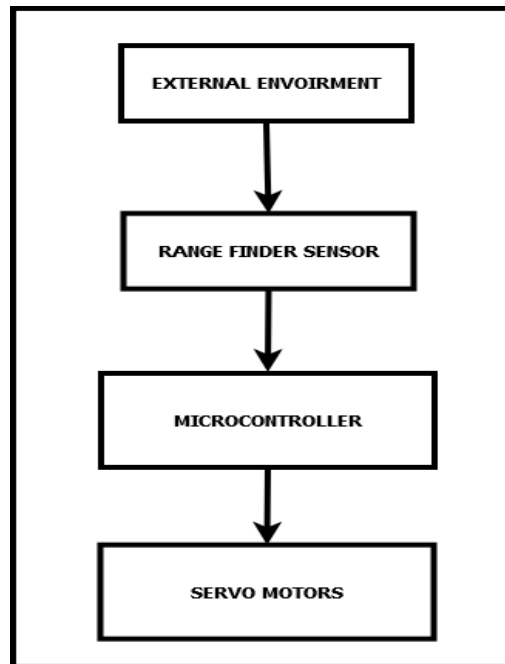 EXTERNAL ENVOIRMENT
RANGE FINDER SENSOR
MICROCONTROLLER
SERVO MOTORS